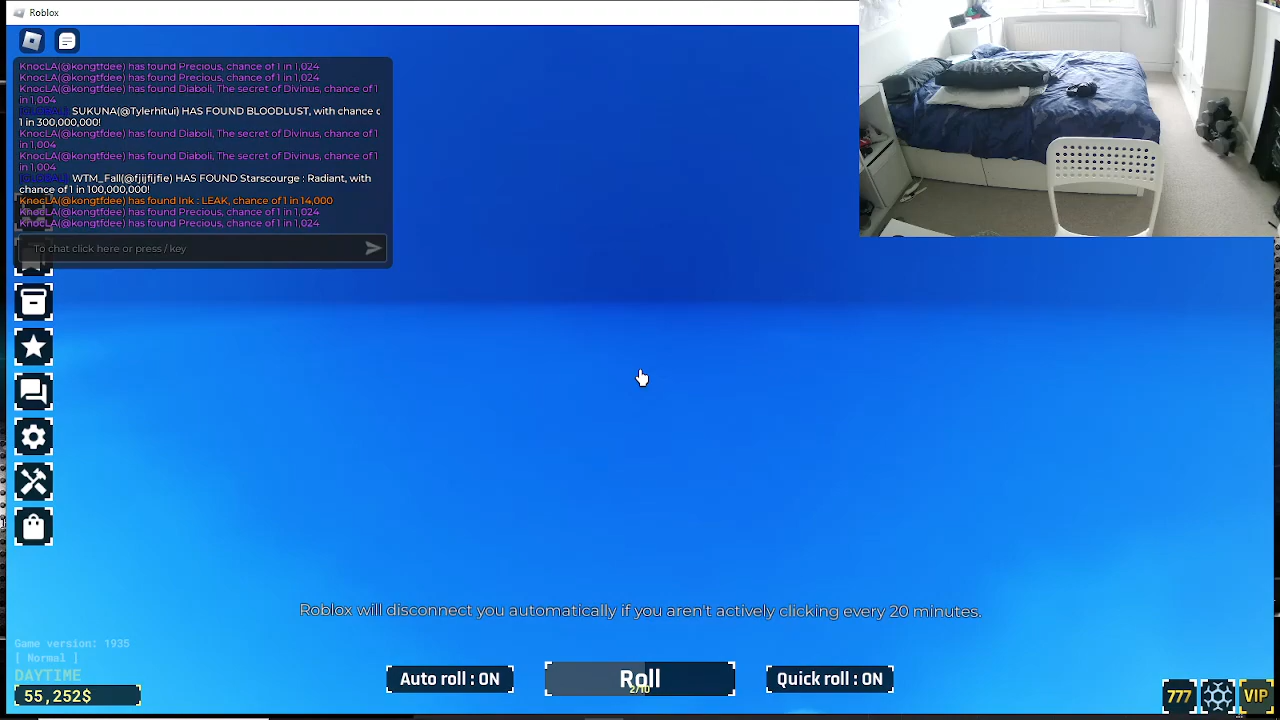 Roblox
KnocLA(@kongtfdee) has found Precious, chance of 1 in 1,024
KnocLA(@kongtfdee) has found Precious, chance of 1 in 1,024
KnocLA(@kongtfdee) has found Diaboli, The secret of Divinus, chance of 1
in 1,004
SUKUNA(@Tylerhitui) HAS FOUND BLOODLUST, with chance c
1 in 300,000,000!
KnocLA(@kongtfdee) has found Diaboli, The secret of Divinus, chance of 1
in 1,004
KnocLA(@kongtfdee) has found Diaboli, The secret of Divinus, chance of 1
in 1,004
WTM_Fall(@fjijfijfie) HAS FOUND Starscourge : Radiant, with
chance of 1 in 100,000,000!
KnocLA(@kongtfdee) has found Ink : LEAK, chance of 1 in 14,000
KnocLA(@kongtfdee) has found Precious, chance of 1 in 1,024
KnocLA(@kongtfdee) has found Precious, chance of 1 in 1,024
To chat click here or press / key
Roblox will disconnect you automatically if you aren't actively clicking every 20 minutes.
Game version: 1935
[ Normal ]
DAYTIME
55,252$
Auto roll : ON
Roll
2/10
Quick roll : ON
777
VIP